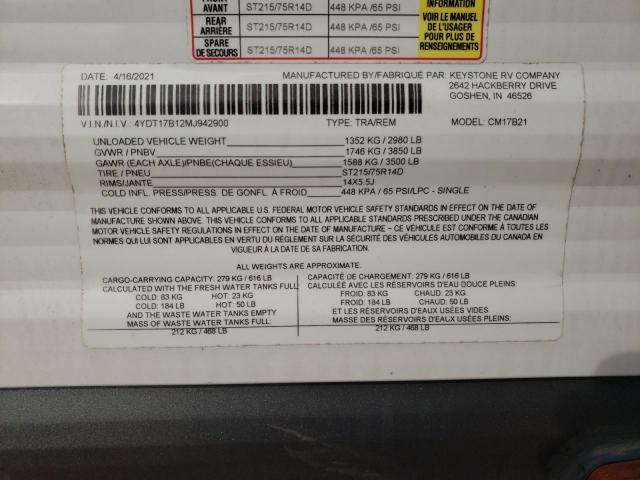 FRONT
AVANT ST215/75R14D 448 KPA /65 PSI
REAR
ARRIÈRE ST215/75R14D 448 KPA /65 PSI
SPARE
DE SECOURS ST215/75R14D 448 KPA /65 PSI
INFORMATION
VOIR LE MANUEL
DE L'USAGER
POUR PLUS DE
RENSEIGNEMENTS
DATE: 4/16/2021 MANUFACTURED BY/FABRIQUÉ PAR: KEYSTONE RV COMPANY
2642 HACKBERRY DRIVE
GOSHEN, IN 46526
V.I.N./N.I.V.: 4YDT17B12MJ942900 TYPE: TRA/REM MODEL: CM17B21
UNLOADED VEHICLE WEIGHT 1352 KG / 2980 LB
GVWR / PNBV 1746 KG / 3850 LB
GAWR (EACH AXLE)/PNBE(CHAQUE ESSIEU) 1588 KG / 3500 LB
TIRE / PNEU ST215/75R14D
RIMS/JANTE 14X5.5J
COLD INFL. PRESS/PRESS. DE GONFL. À FROID 448 KPA / 65 PSI/LPC - SINGLE
THIS VEHICLE CONFORMS TO ALL APPLICABLE U.S. FEDERAL MOTOR VEHICLE SAFETY STANDARDS IN EFFECT ON THE DATE OF
MANUFACTURE SHOWN ABOVE. THIS VEHICLE CONFORMS TO ALL APPLICABLE STANDARDS PRESCRIBED UNDER THE CANADIAN
MOTOR VEHICLE SAFETY REGULATIONS IN EFFECT ON THE DATE OF MANUFACTURE – CE VÉHICULE EST CONFORME À TOUTES LES
NORMES QUI LUI SONT APPLICABLES EN VERTU DU RÈGLEMENT SUR LA SÉCURITÉ DES VÉHICULES AUTOMOBILES DU CANADA EN
VIGUEUR À LA DATE DE SA FABRICATION.
ALL WEIGHTS ARE APPROXIMATE.
CARGO-CARRYING CAPACITY: 279 KG / 616 LB CAPACITÉ DE CHARGEMENT: 279 KG / 616 LB
CALCULATED WITH THE FRESH WATER TANKS FULL CALCULÉE AVEC LES RÉSERVOIRS D'EAU DOUCE PLEINS
COLD: 83 KG HOT: 23 KG FROID: 83 KG CHAUD: 23 KG
COLD: 184 LB HOT: 50 LB FROID: 184 LB CHAUD: 50 LB
AND THE WASTE WATER TANKS EMPTY ET LES RÉSERVOIRS D'EAUX USÉES VIDES
MASS OF WASTE WATER TANKS FULL: MASSE DES RÉSERVOIRS D'EAUX USÉES PLEINS:
212 KG / 468 LB 212 KG / 468 LB